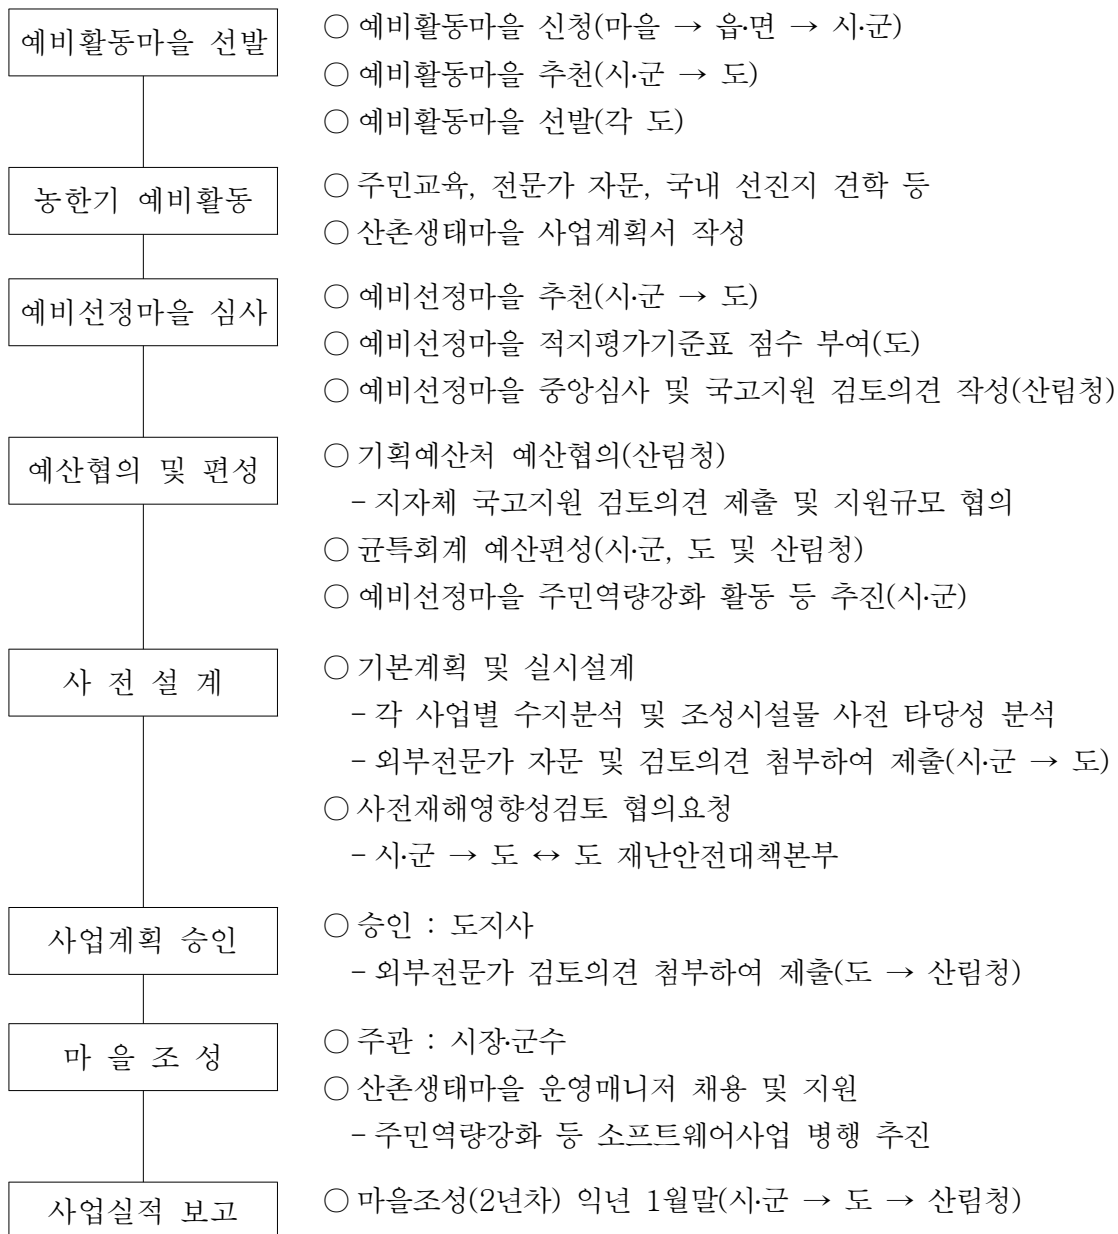 예비활동마을 선발
○ 예비활동마을 신청(마을 → 읍·면 → 시·군)
○ 예비활동마을 추천(시·군 → 도)
○ 예비활동마을 선발(각 도)
농한기 예비활동
○ 주민교육, 전문가 자문, 국내 선진지 견학 등
○ 산촌생태마을 사업계획서 작성
예비선정마을 심사
○ 예비선정마을 추천(시·군 → 도)
○ 예비선정마을 적지평가기준표 점수 부여(도)
○ 예비선정마을 중앙심사 및 국고지원 검토의견 작성(산림청)
예산협의 및 편성
○ 기획예산처 예산협의(산림청)
- 지자체 국고지원 검토의견 제출 및 지원규모 협의
○ 균특회계 예산편성(시·군, 도 및 산림청)
○ 예비선정마을 주민역량강화 활동 등 추진(시·군)
사 전 설 계
○ 기본계획 및 실시설계
- 각 사업별 수지분석 및 조성시설물 사전 타당성 분석
- 외부전문가 자문 및 검토의견 첨부하여 제출(시·군 → 도)
○ 사전재해영향성검토 협의요청
- 시·군 → 도 ↔ 도 재난안전대책본부
사업계획 승인
○ 승인 : 도지사
- 외부전문가 검토의견 첨부하여 제출(도 → 산림청)
마 을 조 성
○ 주관 : 시장·군수
○ 산촌생태마을 운영매니저 채용 및 지원
- 주민역량강화 등 소프트웨어사업 병행 추진
사업실적 보고
○ 마을조성(2년차) 익년 1월말(시·군 → 도 → 산림청)